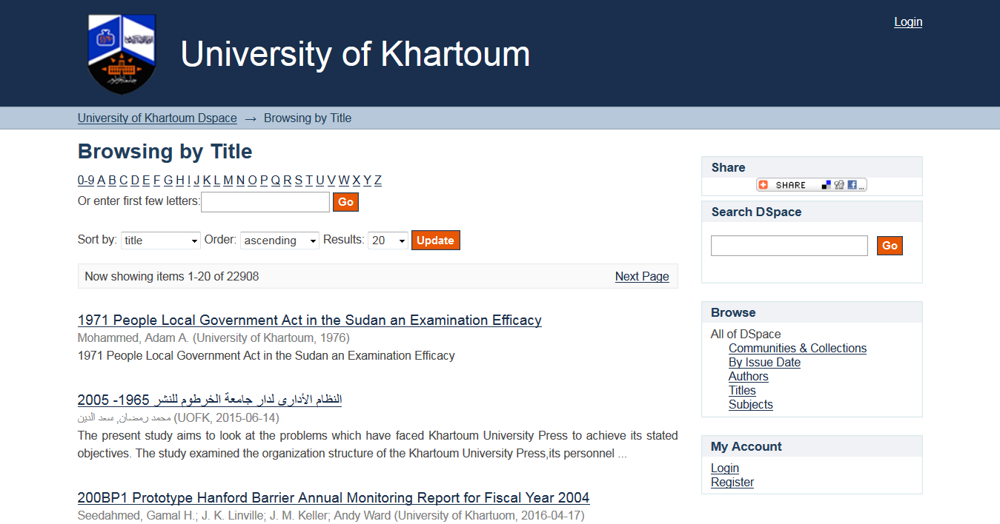 Login
University of Khartoum
University of Khartoum Dspace → Browsing by Title
Browsing by Title
0-9 A B C D E F G H I J K L M N O P Q R S T U V W X Y Z
Or enter first few letters: Go
Sort by: title Order: ascending Results: 20 Update
Now showing items 1-20 of 22908 Next Page
1971 People Local Government Act in the Sudan an Examination Efficacy
Mohammed, Adam A. (University of Khartoum, 1976)
1971 People Local Government Act in the Sudan an Examination Efficacy
النظام الأدارى لدار جامعة الخرطوم للنشر 1965- 2005
محمد رمضان, سعد الدين (UOFK, 2015-06-14)
The present study aims to look at the problems which have faced Khartoum University Press to achieve its stated
objectives. The study examined the organization structure of the Khartoum University Press,its personnel ...
200BP1 Prototype Hanford Barrier Annual Monitoring Report for Fiscal Year 2004
Seedahmed, Gamal H.; J. K. Linville; J. M. Keller; Andy Ward (University of Khartuom, 2016-04-17)
Share
SHARE ...
Search DSpace
Go
Browse
All of DSpace
Communities & Collections
By Issue Date
Authors
Titles
Subjects
My Account
Login
Register